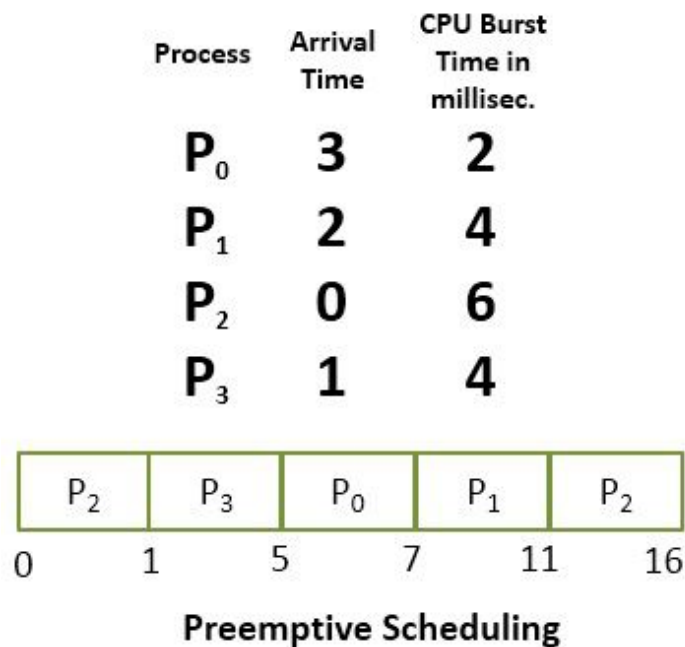 Process Arrival Time CPU Burst Time in millisec.
P₀ 3 2
P₁ 2 4
P₂ 0 6
P₃ 1 4
P₂ P₃ P₀ P₁ P₂
0 1 5 7 11 16
Preemptive Scheduling